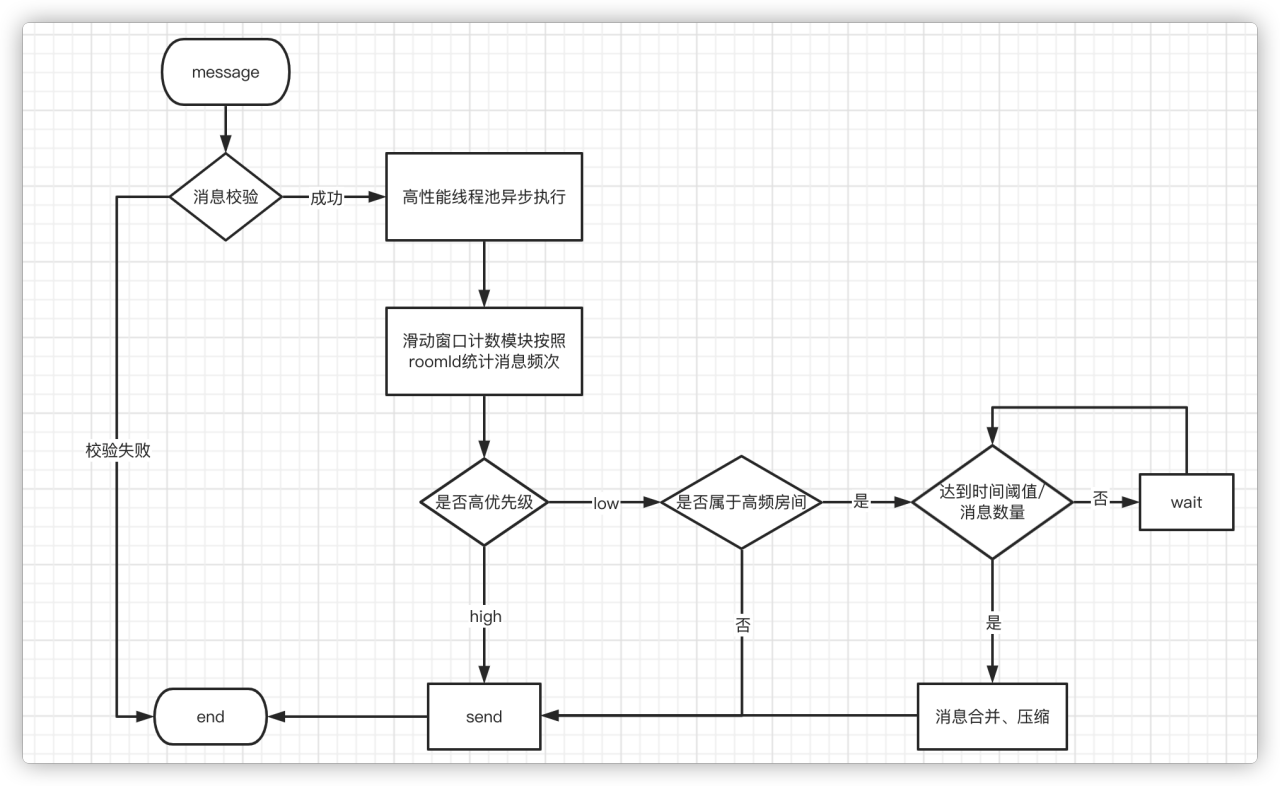 message
消息校验
成功
高性能线程池异步执行
滑动窗口计数模块按照
roomId统计消息频次
校验失败
是否高优先级
low
是否属于高频房间
是
达到时间阈值/
消息数量
否
wait
high
否
是
end
send
消息合并、压缩